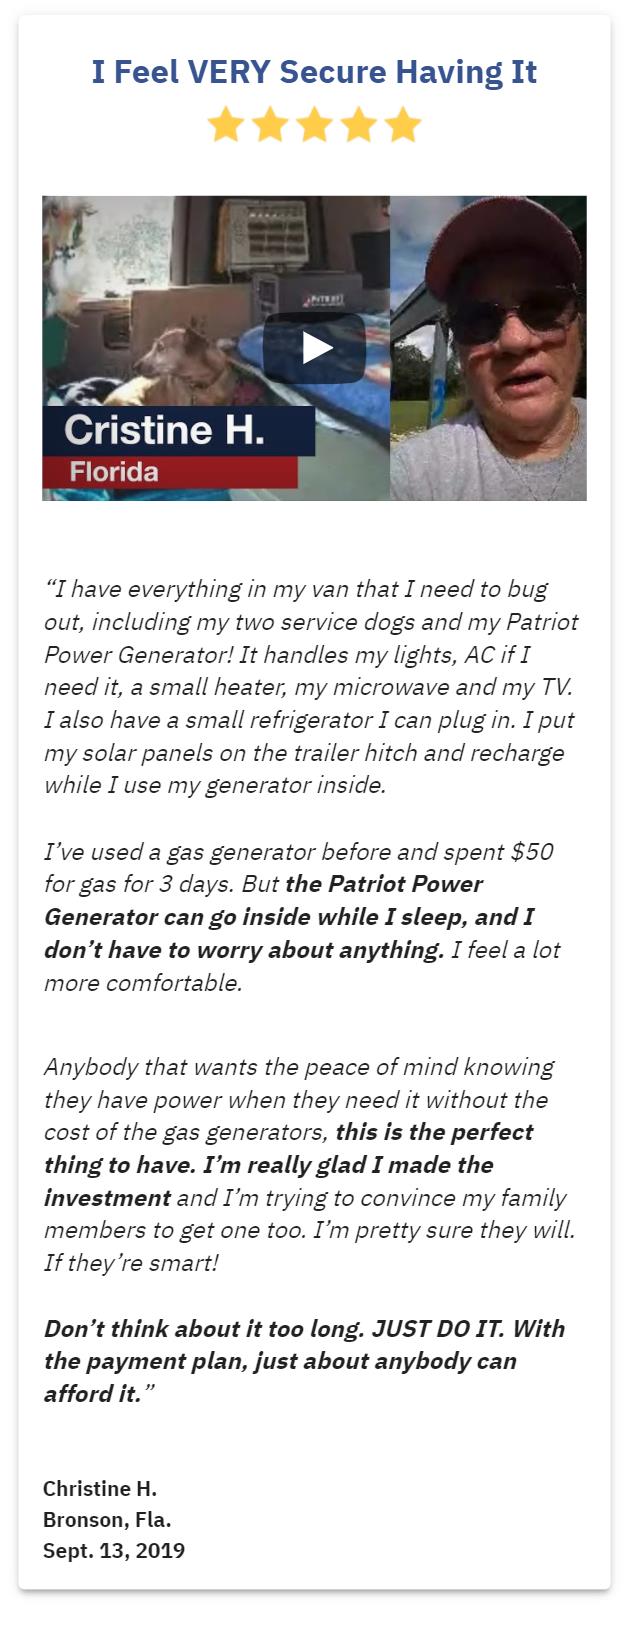 I Feel VERY Secure Having It
PATRIOT
Cristine H.
Florida
“I have everything in my van that I need to bug
out, including my two service dogs and my Patriot
Power Generator! It handles my lights, AC if I
need it, a small heater, my microwave and my TV.
I also have a small refrigerator I can plug in. I put
my solar panels on the trailer hitch and recharge
while I use my generator inside.
I’ve used a gas generator before and spent $50
for gas for 3 days. But the Patriot Power
Generator can go inside while I sleep, and I
don’t have to worry about anything. I feel a lot
more comfortable.
Anybody that wants the peace of mind knowing
they have power when they need it without the
cost of the gas generators, this is the perfect
thing to have. I’m really glad I made the
investment and I’m trying to convince my family
members to get one too. I’m pretty sure they will.
If they’re smart!
Don’t think about it too long. JUST DO IT. With
the payment plan, just about anybody can
afford it.”
Christine H.
Bronson, Fla.
Sept. 13, 2019